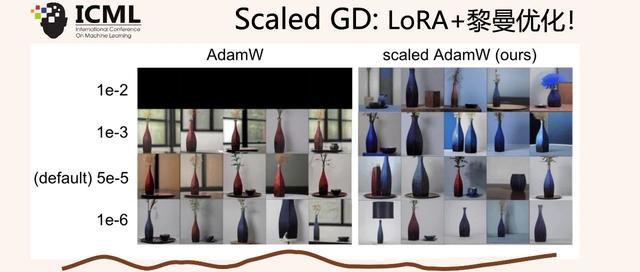 ICML
International Conference
On Machine Learning
Scaled GD: LoRA+黎曼优化!
AdamW
scaled AdamW (ours)
1e-2
1e-3
(default) 5e-5
1e-6